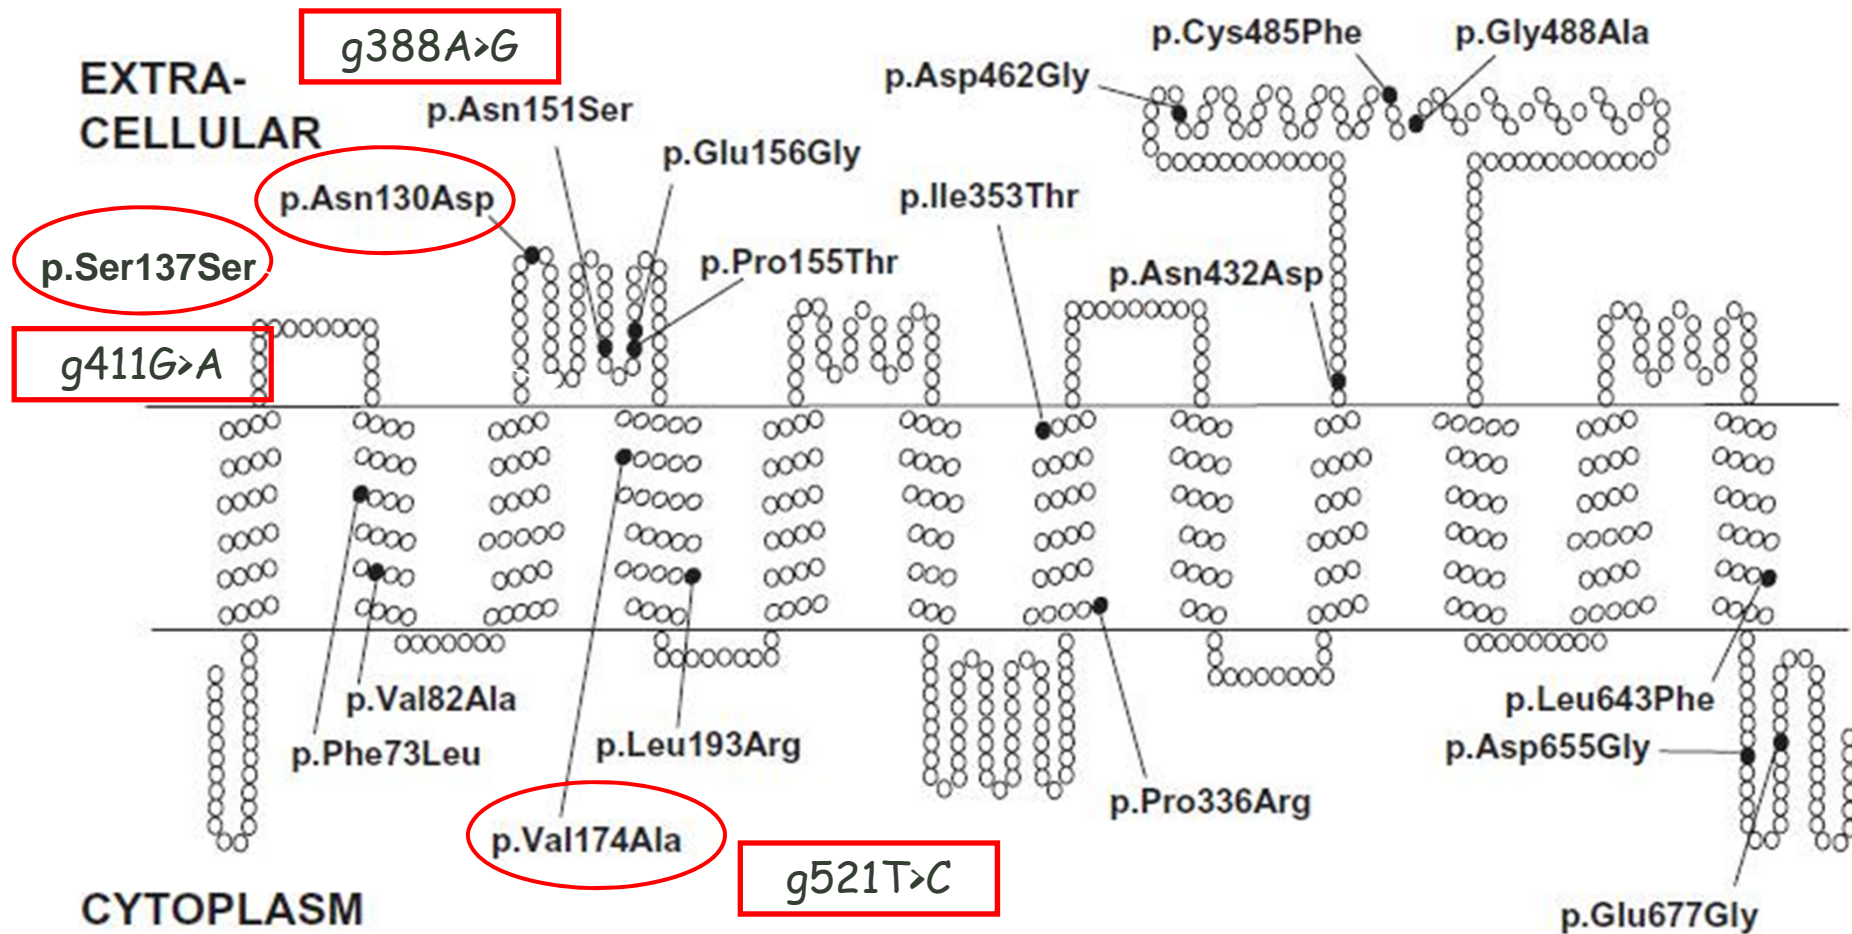 g388A>G
EXTRA-
CELLULAR
p.Asn151Ser
p.Glu156Gly
p.Asn130Asp
p.Ser137Ser
g411G>A
p.Pro155Thr
p.Cys485Phe
p.Gly488Ala
p.Asp462Gly
p.Ile353Thr
p.Asn432Asp
p.Val82Ala
p.Phe73Leu
p.Leu193Arg
p.Val174Ala
g521T>C
p.Pro336Arg
p.Leu643Phe
p.Asp655Gly
p.Glu677Gly
CYTOPLASM